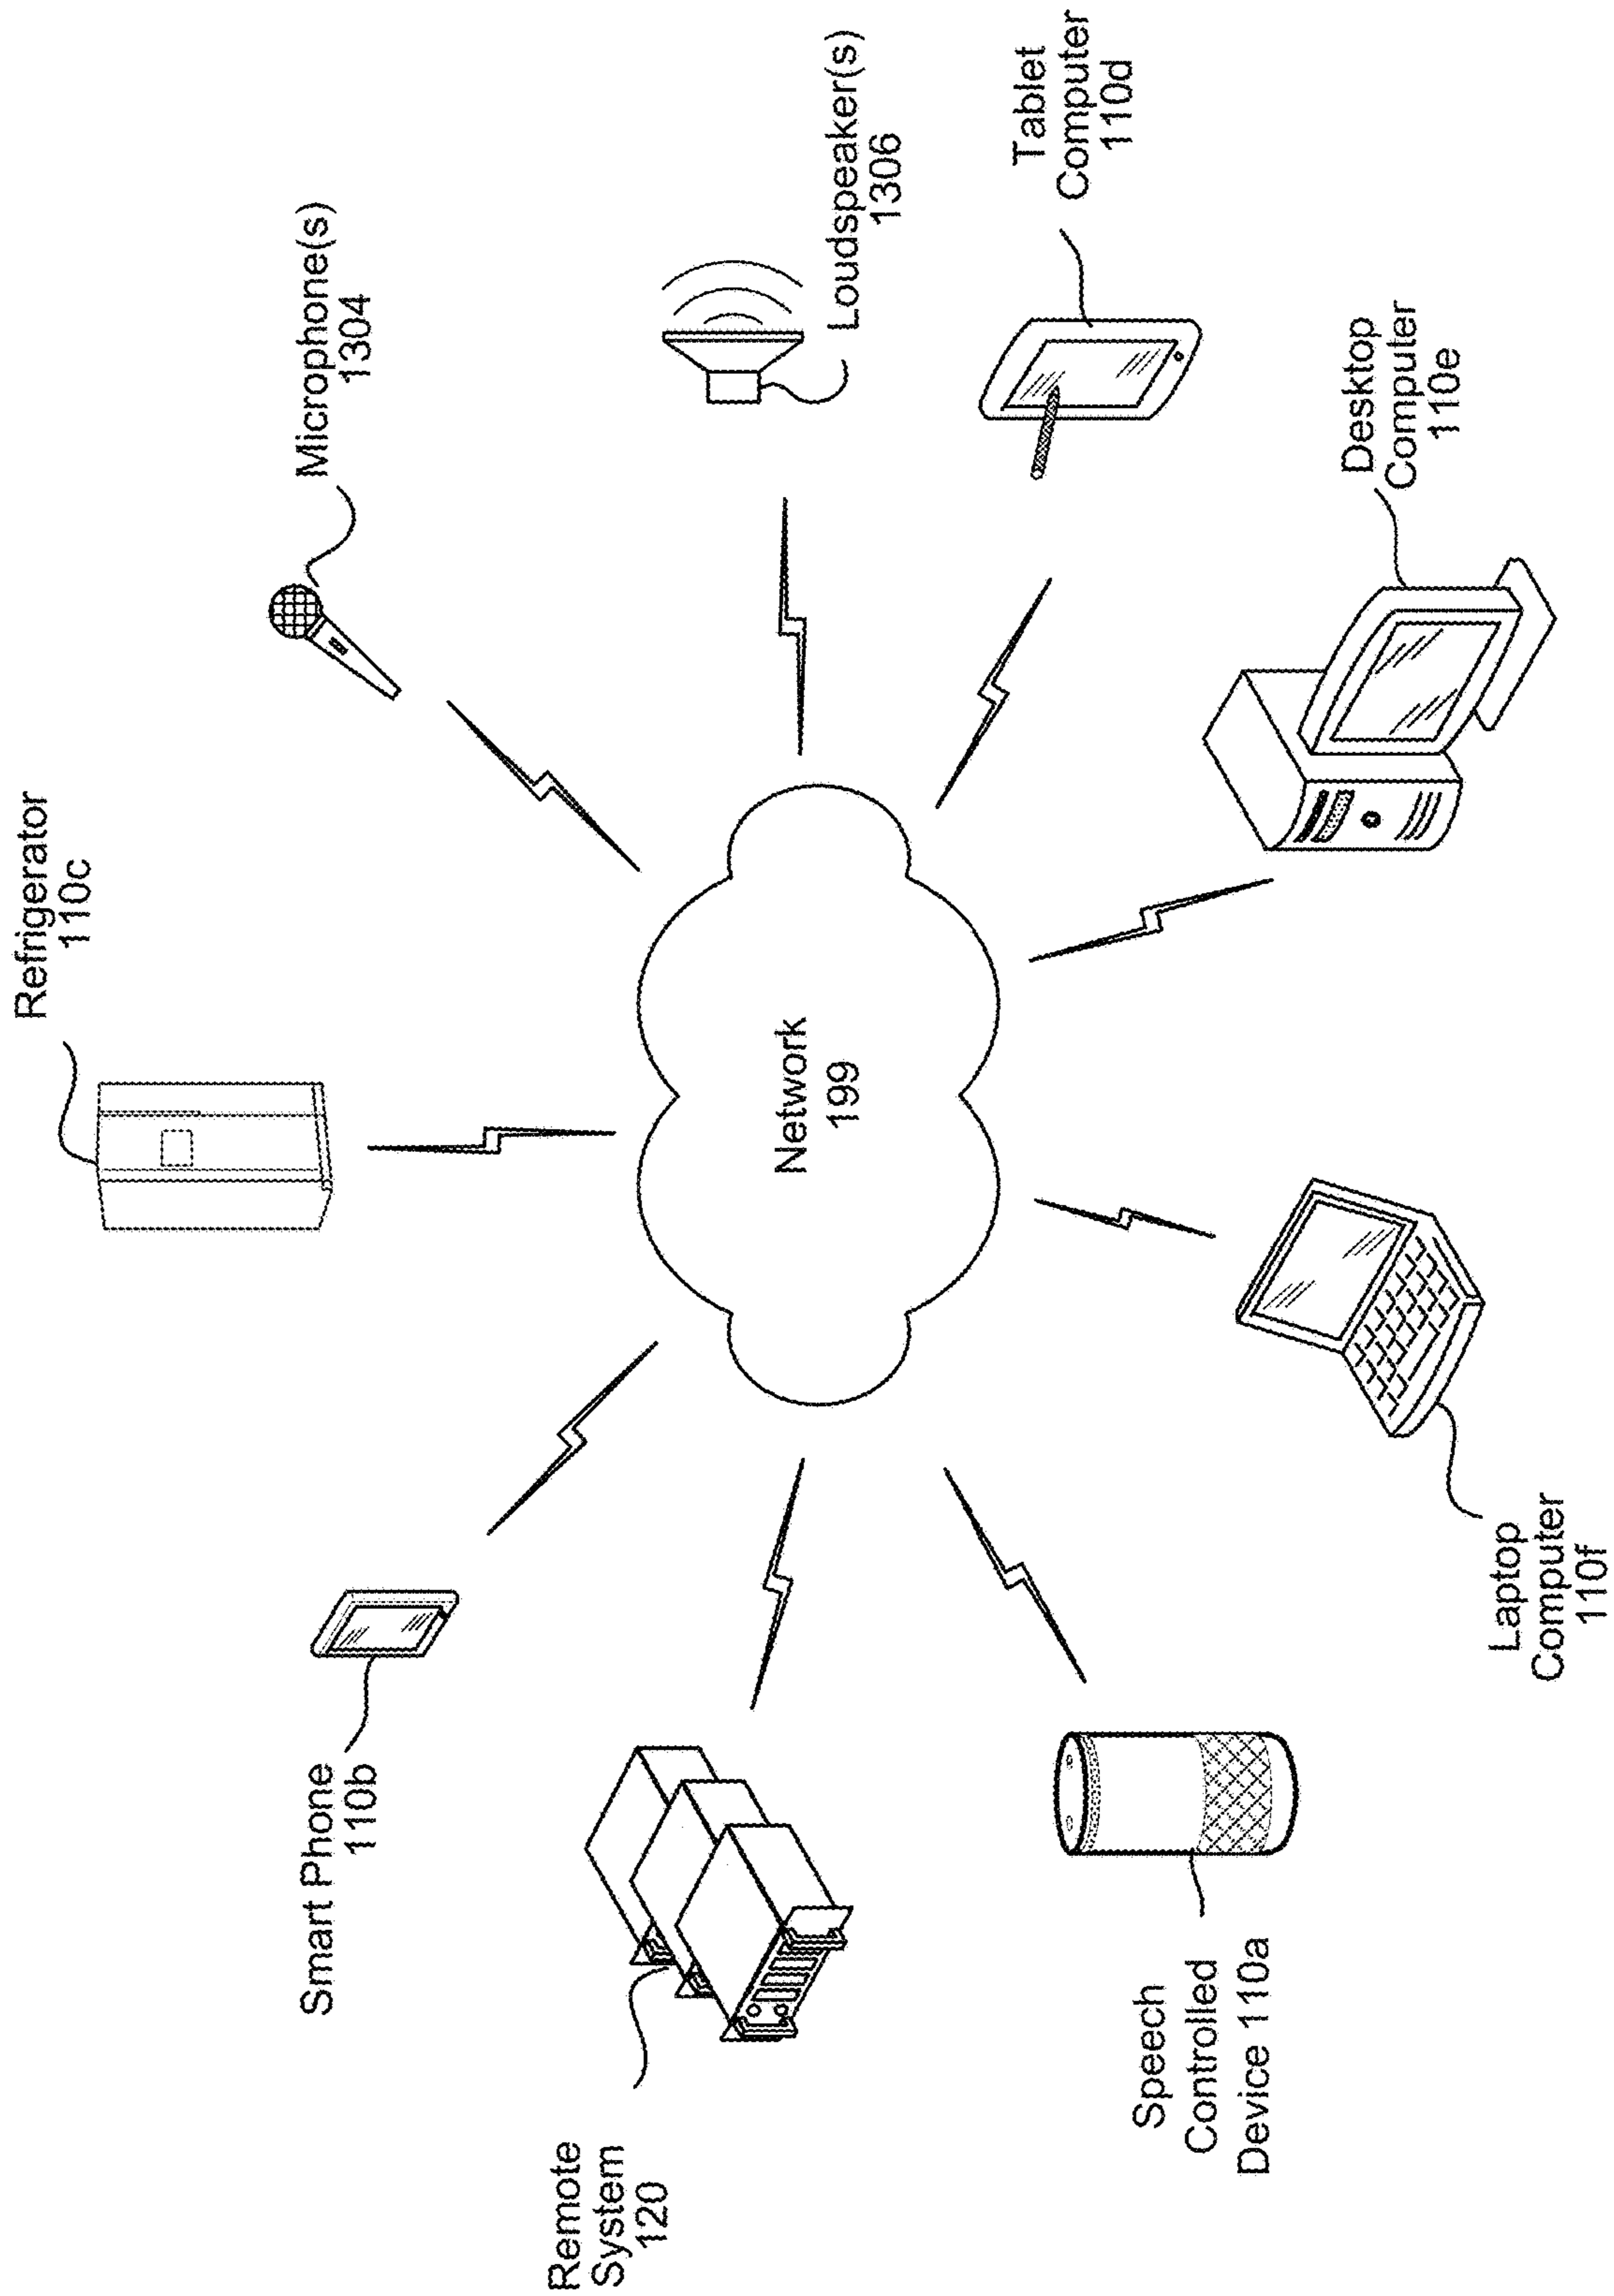 Refrigerator
110c
Microphone(s)
1304
Smart Phone
110b
Loudspeaker(s)
1306
Remote
System
120
Network
199
Tablet
Computer
110d
Speech
Controlled
Device 110a
Desktop
Computer
110e
Laptop
Computer
110f